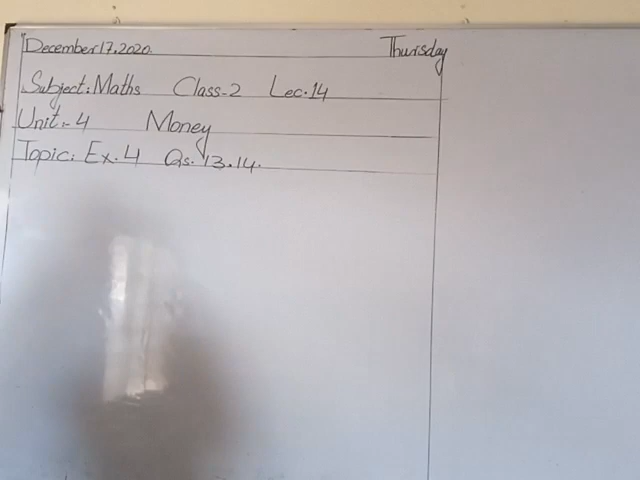 December 17, 2020. Thursday
Subject: Maths Class-2 Lec. 14
Unit:- 4 Money
Topic: Ex. 4 Qs. 13. 14.